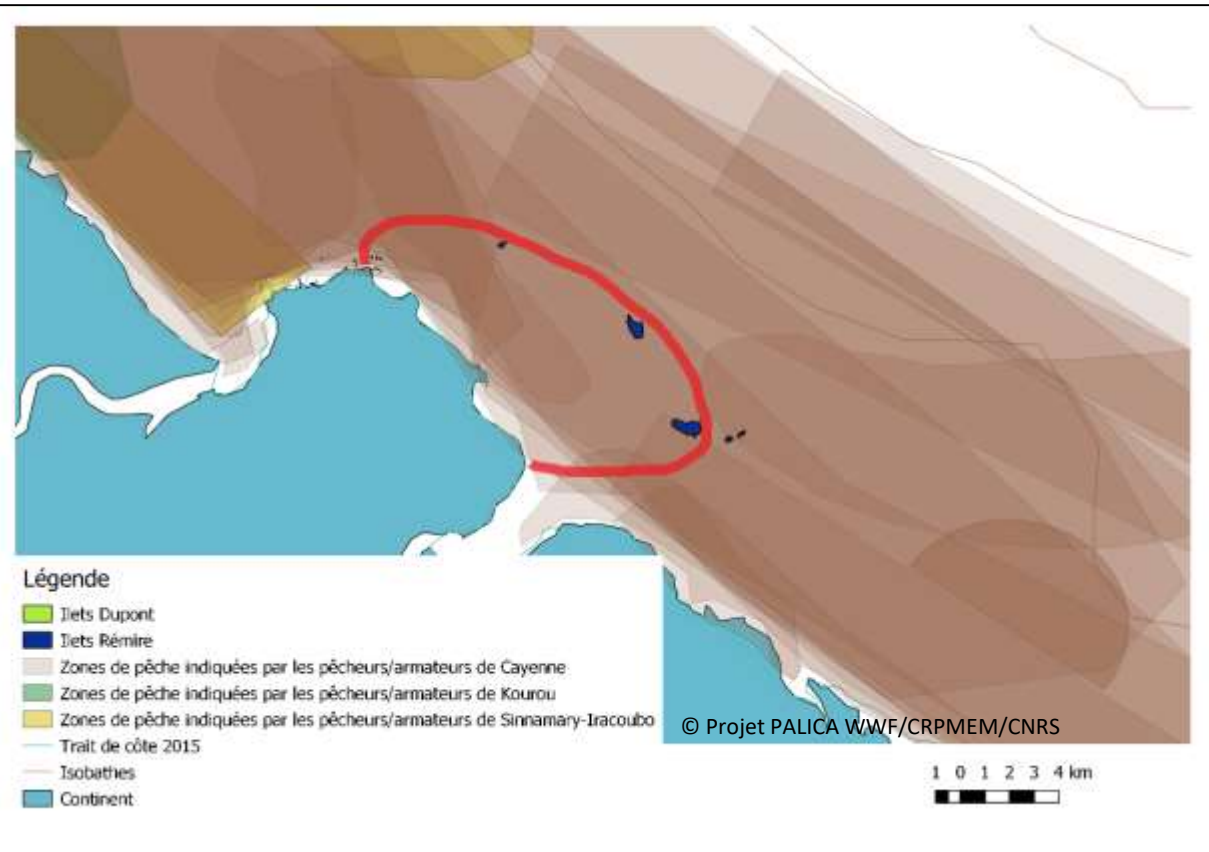 Légende
Ilets Dupont
Ilets Rémire
Zones de pêche indiquées par les pêcheurs/armateurs de Cayenne
Zones de pêche indiquées par les pêcheurs/armateurs de Kourou
Zones de pêche indiquées par les pêcheurs/armateurs de Sinnamary-Iracoubo
Trait de côte 2015
Isobathes
Continent
© Projet PALICA WWF/CRPMEM/CNRS
1 0 1 2 3 4 km